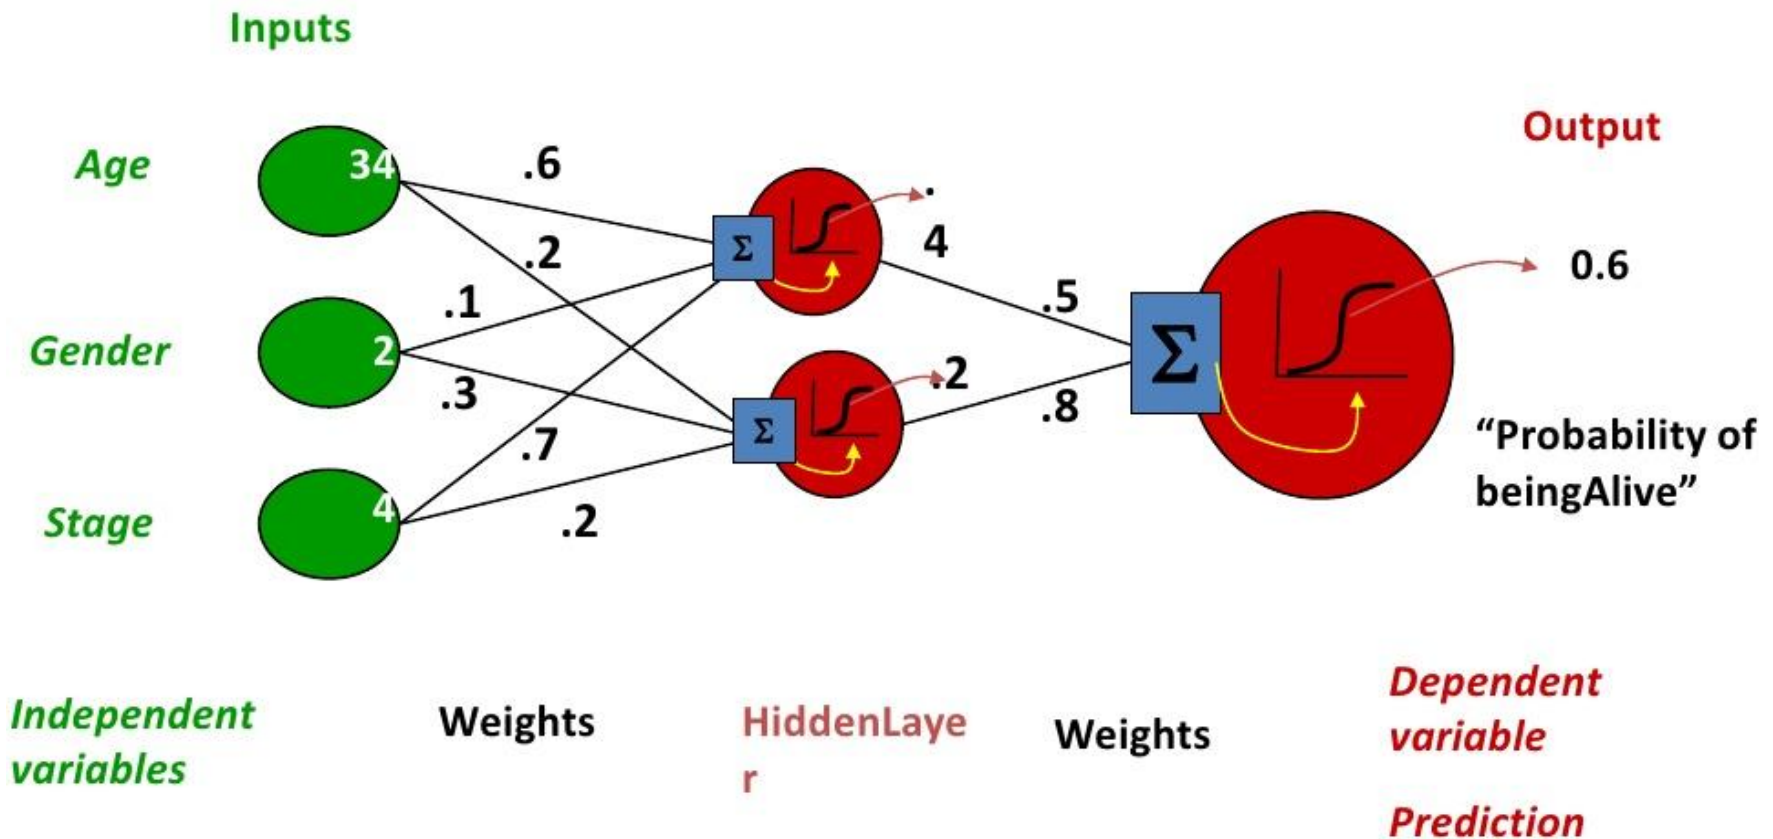 Inputs
Output
Age
34
.6
.
4
.2
.1
Σ
.5
0.6
Gender
2
.3
Σ
.2
.8
Σ
.7
“Probability of
beingAlive”
Stage
4
.2
Independent
variables
Weights
HiddenLaye
r
Weights
Dependent
variable
Prediction